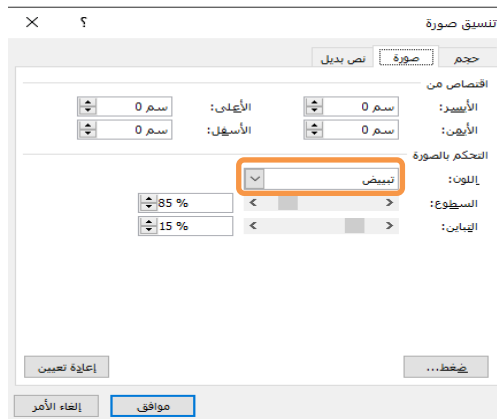 تنسيق صورة ؟
حجم صورة نص بديل
اقتصاص من
الأيسر: 0 سم الأعلى: 0 سم
الأيمن: 0 سم الأسفل: 0 سم
التحكم بالصورة
اللون: تبييض
السطوع: 85 %
التباين: 15 %
ضغط... إعادة تعيين
موافق إلغاء الأمر